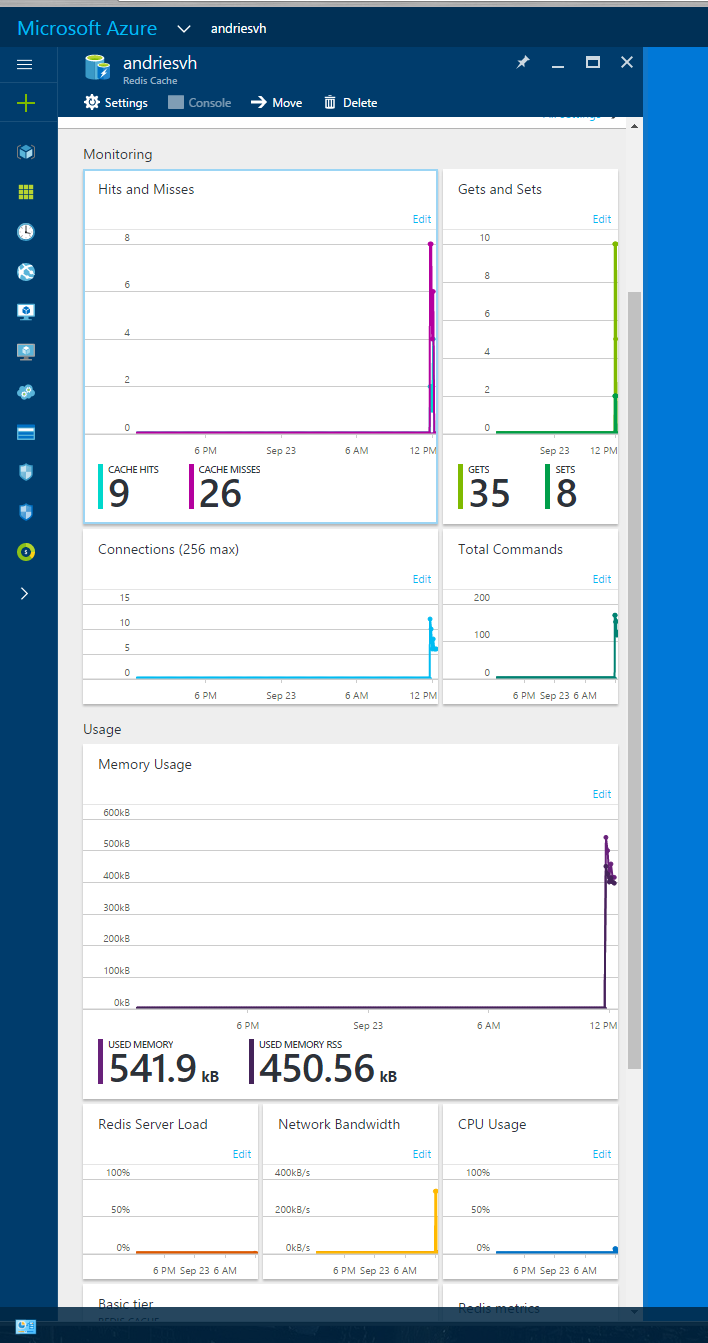 Microsoft Azure andriesvh
andriesvh
Redis Cache
Settings Console Move Delete
Monitoring
Hits and Misses
Edit
8
6
4
2
0
6 PM Sep 23 6 AM 12 PM
CACHE HITS CACHE MISSES
9 26
Gets and Sets
Edit
10
8
6
4
2
0
Sep 23 12 PM
GETS SETS
35 8
Connections (256 max)
Edit
15
10
5
0
6 PM Sep 23 6 AM 12 PM
Total Commands
Edit
200
100
0
6 PM Sep 23 6 AM
Usage
Memory Usage
Edit
600kB
500kB
400kB
300kB
200kB
100kB
0kB
6 PM Sep 23 6 AM 12 PM
USED MEMORY USED MEMORY RSS
541.9 kB 450.56 kB
Redis Server Load
Edit
100%
50%
0%
6 PM Sep 23 6 AM
Network Bandwidth
Edit
400kB/s
200kB/s
0kB/s
6 PM Sep 23 6 AM
CPU Usage
Edit
100%
50%
0%
6 PM Sep 23 6 AM
Basic tier
REDIS CACHE
Redis metrics